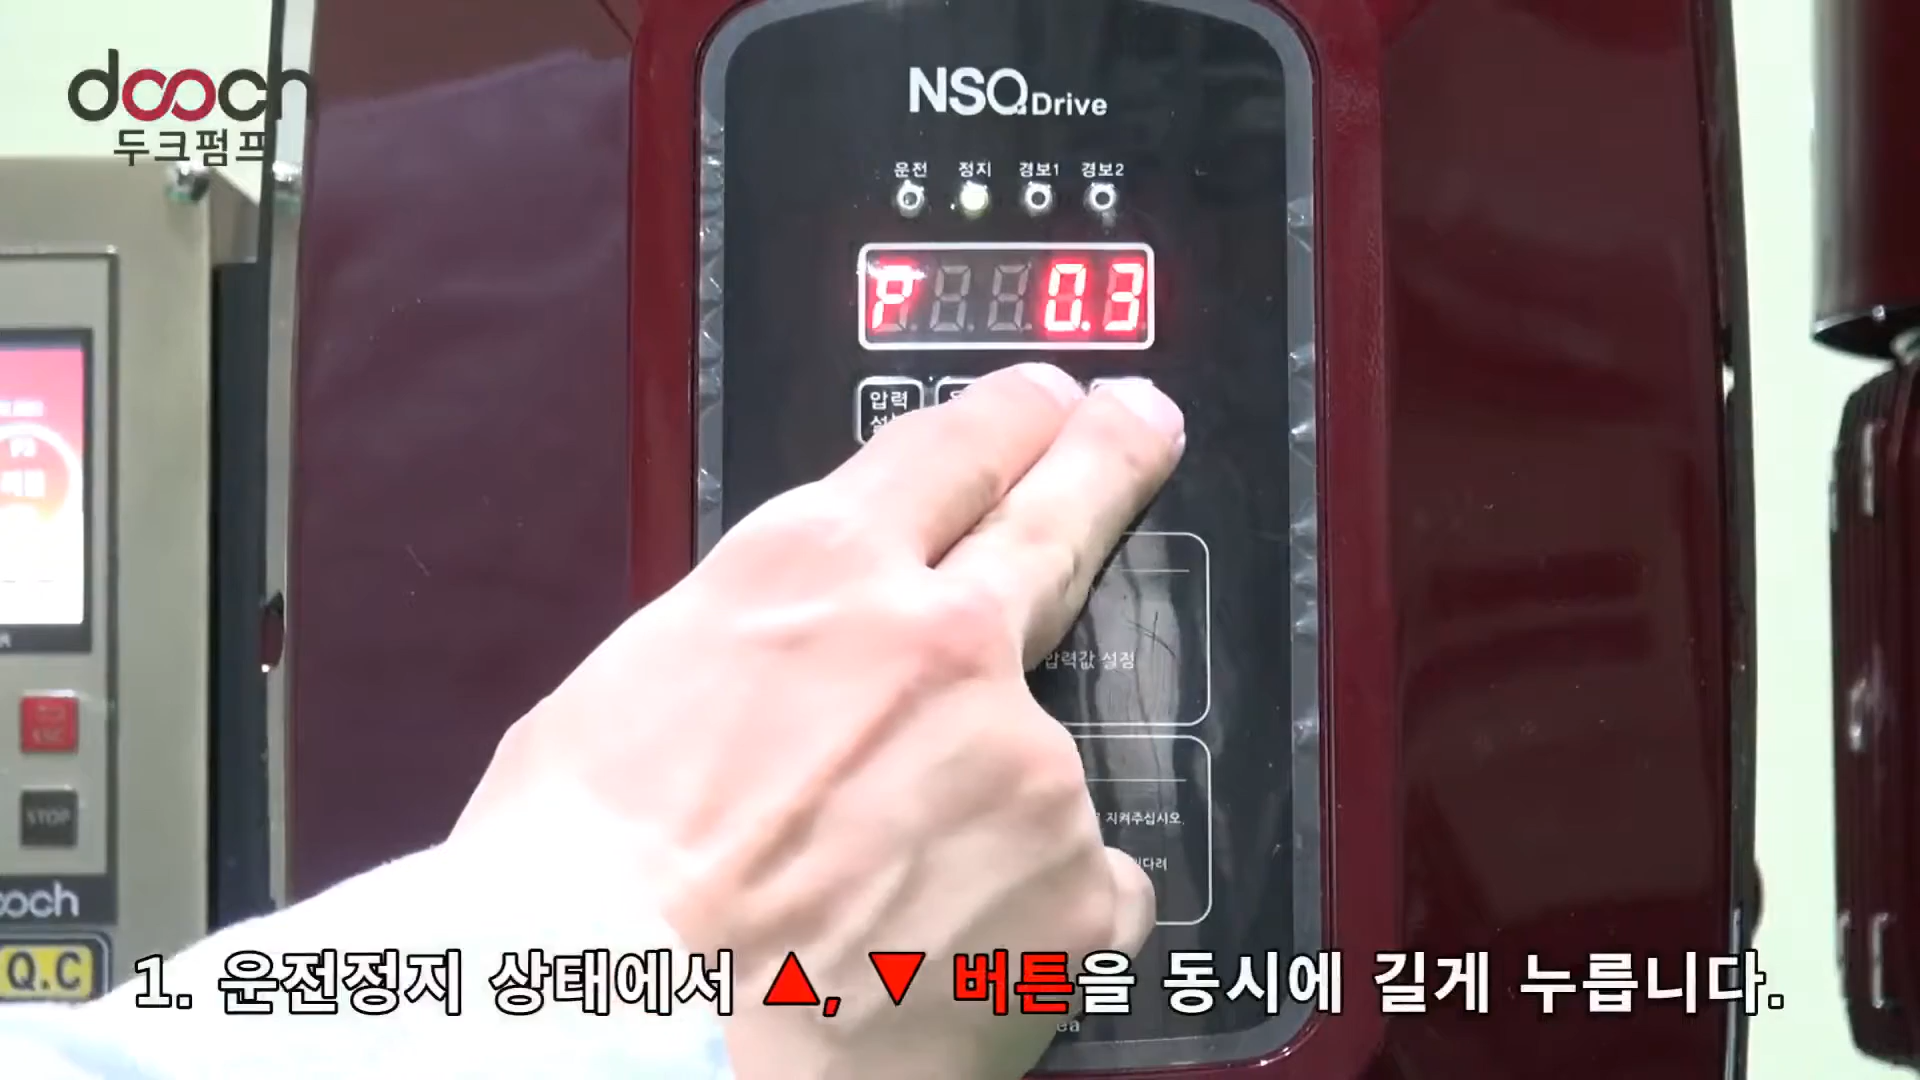 dooch
두크펌프
NSQ Drive
운전 정지 경보1 경보2
P 0.3
압력
압력값 설정
지켜주십시오.
STOP
ooch
Q.C
1. 운전정지 상태에서 ▲, ▼ 버튼을 동시에 길게 누릅니다.